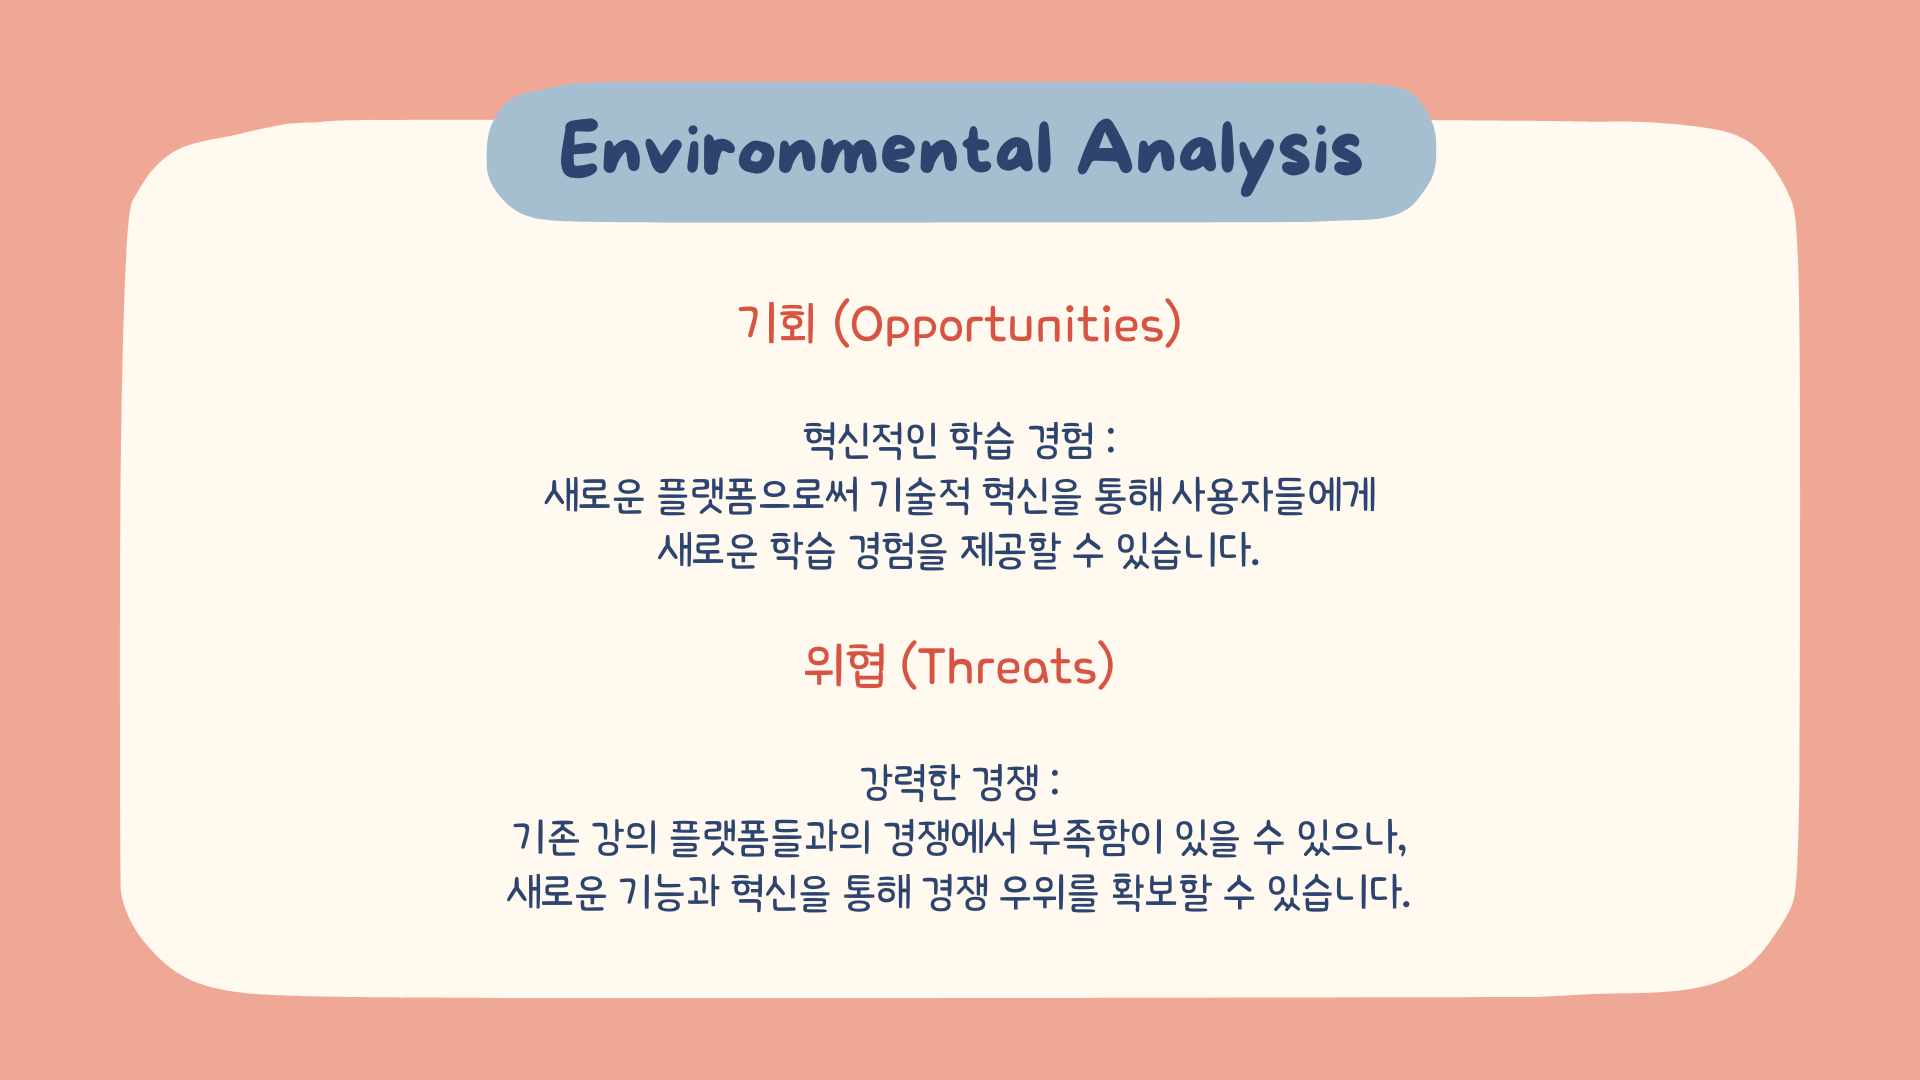 Environmental Analysis
기회 (Opportunities)
혁신적인 학습 경험 :
새로운 플랫폼으로써 기술적 혁신을 통해 사용자들에게
새로운 학습 경험을 제공할 수 있습니다.
위협 (Threats)
강력한 경쟁 :
기존 강의 플랫폼들과의 경쟁에서 부족함이 있을 수 있으나,
새로운 기능과 혁신을 통해 경쟁 우위를 확보할 수 있습니다.